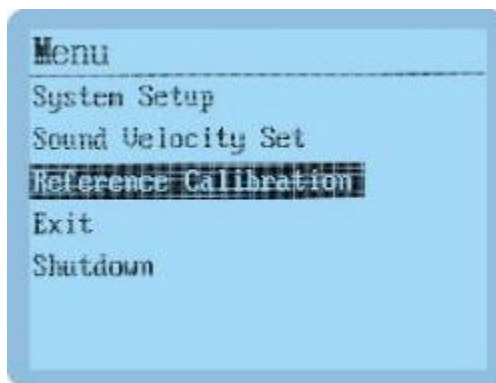 Menu
System Setup
Sound Velocity Set
Reference Calibration
Exit
Shutdown